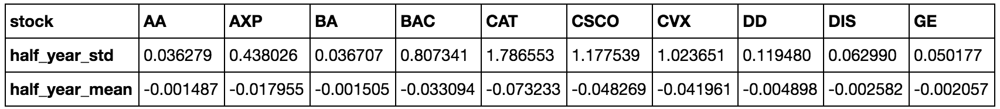 stock AA AXP BA BAC CAT CSCO CVX DD DIS GE
half_year_std 0.036279 0.438026 0.036707 0.807341 1.786553 1.177539 1.023651 0.119480 0.062990 0.050177
half_year_mean -0.001487 -0.017955 -0.001505 -0.033094 -0.073233 -0.048269 -0.041961 -0.004898 -0.002582 -0.002057